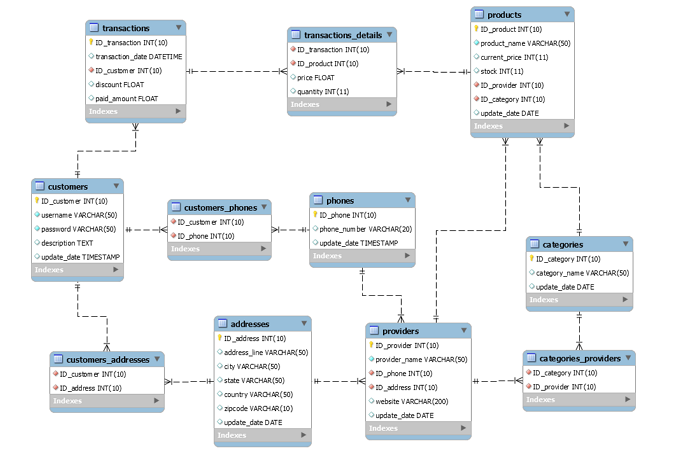 transactions
ID_transaction INT(10)
transaction_date DATETIME
ID_customer INT(10)
discount FLOAT
paid_amount FLOAT
Indexes
transactions_details
ID_transaction INT(10)
ID_product INT(10)
price FLOAT
quantity INT(11)
Indexes
products
ID_product INT(10)
product_name VARCHAR(50)
current_price INT(11)
stock INT(11)
ID_provider INT(10)
ID_category INT(10)
update_date DATE
Indexes
customers
ID_customer INT(10)
username VARCHAR(50)
password VARCHAR(50)
description TEXT
update_date TIMESTAMP
Indexes
customers_phones
ID_customer INT(10)
ID_phone INT(10)
Indexes
phones
ID_phone INT(10)
phone_number VARCHAR(20)
update_date TIMESTAMP
Indexes
categories
ID_category INT(10)
category_name VARCHAR(50)
update_date DATE
Indexes
customers_addresses
ID_customer INT(10)
ID_address INT(10)
Indexes
addresses
ID_address INT(10)
address_line VARCHAR(50)
city VARCHAR(50)
state VARCHAR(50)
country VARCHAR(50)
zipcode VARCHAR(10)
update_date DATE
Indexes
providers
ID_provider INT(10)
provider_name VARCHAR(50)
ID_phone INT(10)
ID_address INT(10)
website VARCHAR(200)
update_date DATE
Indexes
categories_providers
ID_category INT(10)
ID_provider INT(10)
Indexes